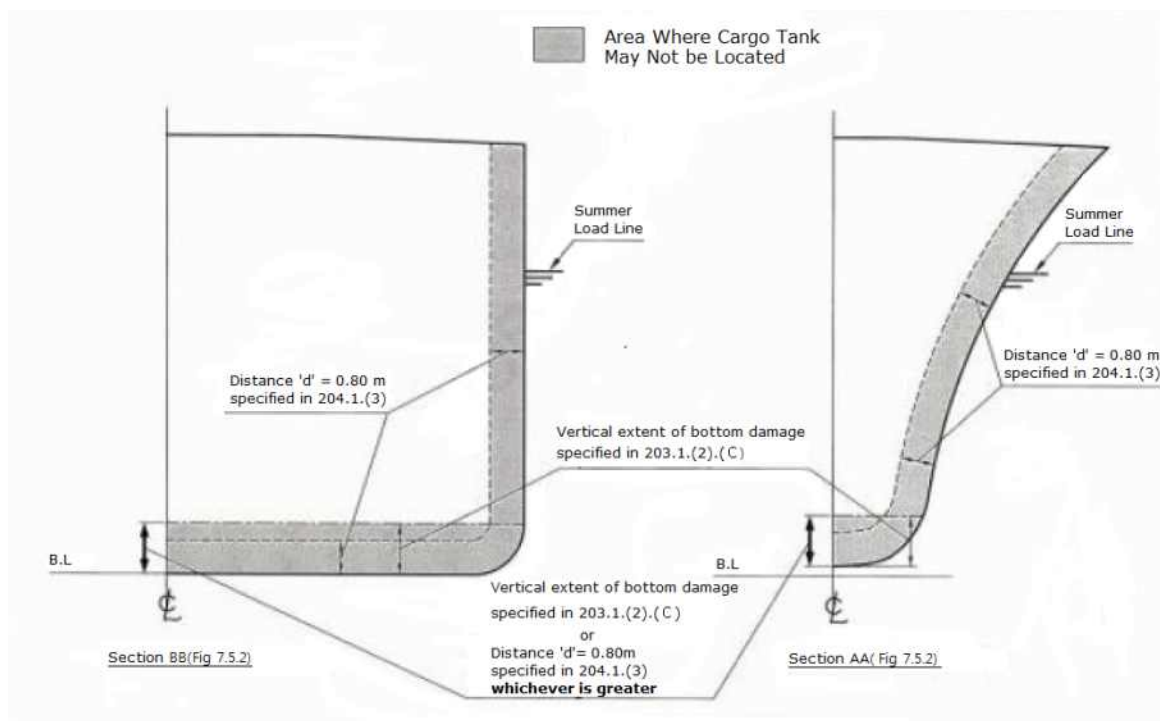 Area Where Cargo Tank
May Not be Located
Summer
Load Line
Summer
Load Line
Distance 'd' = 0.80 m
specified in 204.1.(3)
Distance 'd' = 0.80 m
specified in 204.1.(3)
Vertical extent of bottom damage
specified in 203.1.(2).(C)
B.L
B.L
Vertical extent of bottom damage
specified in 203.1.(2).(C)
or
Distance 'd'= 0.80m
specified in 204.1.(3)
whichever is greater
℄
℄
Section BB(Fig 7.5.2)
Section AA( Fig 7.5.2)